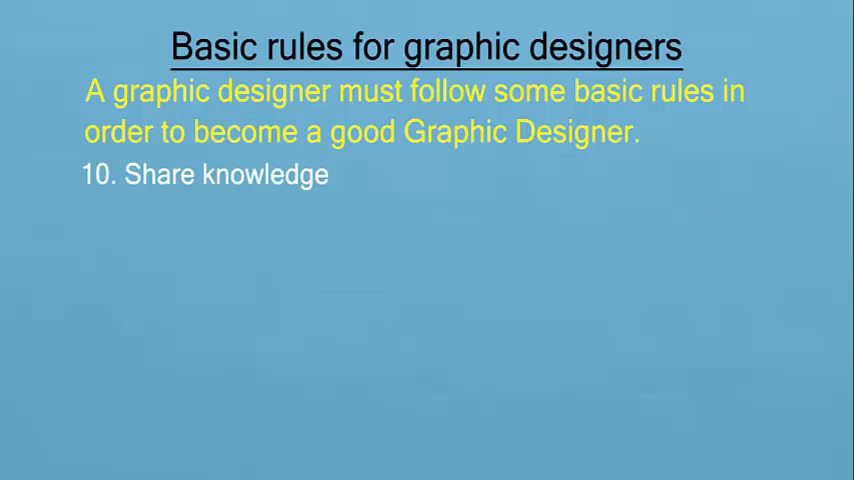 Basic rules for graphic designers
A graphic designer must follow some basic rules in
order to become a good Graphic Designer.
10. Share knowledge